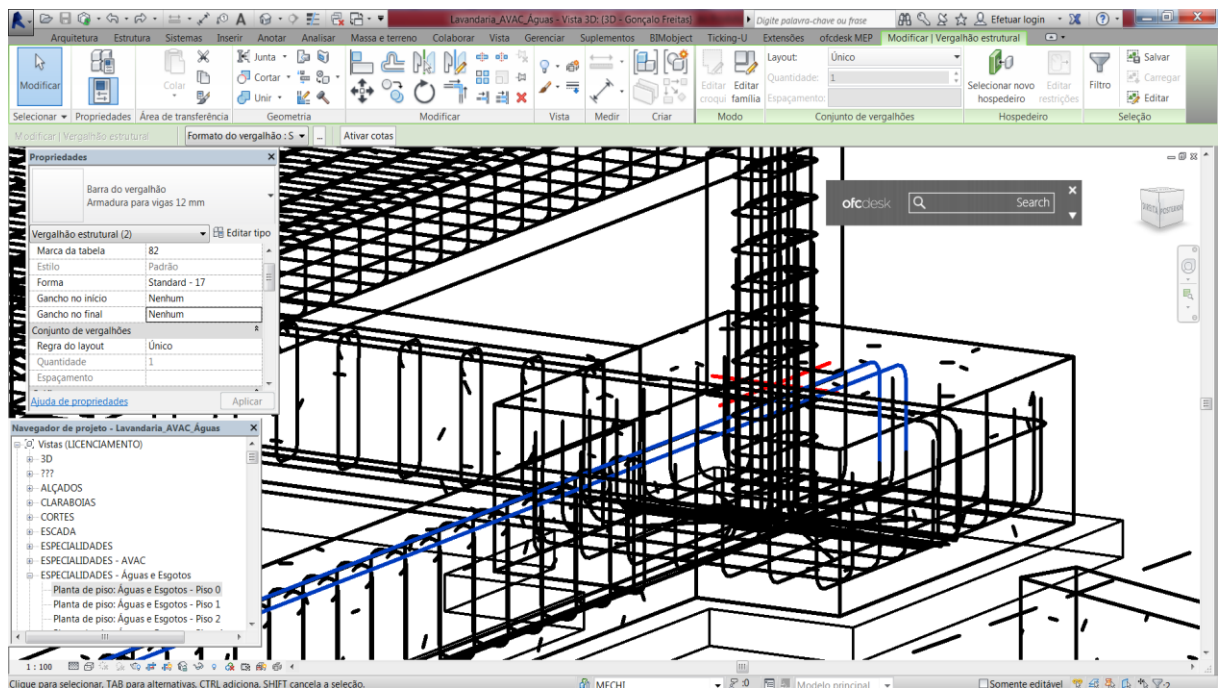 Lavandaria_AVAC_Águas - Vista 3D: (3D - Gonçalo Freitas)
Digite palavra-chave ou frase
Efetuar login
Arquitetura Estrutura Sistemas Inserir Anotar Analisar Massa e terreno Colaborar Vista Gerenciar Suplementos BIMobject Ticking-U Extensões ofcdesk MEP Modificar | Vergalhão estrutural
Modificar
Colar
Junta
Cortar
Unir
Editar croqui
Editar família
Layout: Único
Quantidade: 1
Espaçamento:
Selecionar novo hospedeiro
Editar restrições
Filtro
Salvar
Carregar
Editar
Selecionar Propriedades Área de transferência Geometria Modificar Vista Medir Criar Modo Conjunto de vergalhões Hospedeiro Seleção
Modificar | Vergalhão estrutural
Formato do vergalhão : S
...
Ativar cotas
Propriedades
Barra do vergalhão
Armadura para vigas 12 mm
Vergalhão estrutural (2)
Editar tipo
Marca da tabela 82
Estilo Padrão
Forma Standard - 17
Gancho no início Nenhum
Gancho no final Nenhum
Conjunto de vergalhões
Regra do layout Único
Quantidade 1
Espaçamento
Ajuda de propriedades
Aplicar
ofcdesk
Search
Navegador de projeto - Lavandaria_AVAC_Águas
Vistas (LICENCIAMENTO)
3D
???
ALÇADOS
CLARABOJAS
CORTES
ESCADA
ESPECIALIDADES
ESPECIALIDADES - AVAC
ESPECIALIDADES - Águas e Esgotos
Planta de piso: Águas e Esgotos - Piso 0
Planta de piso: Águas e Esgotos - Piso 1
Planta de piso: Águas e Esgotos - Piso 2
1 : 100
Clique para selecionar, TAB para alternativas, CTRL adiciona, SHIFT cancela a seleção.
MECHI
:0
Modelo principal
Somente editável
:2